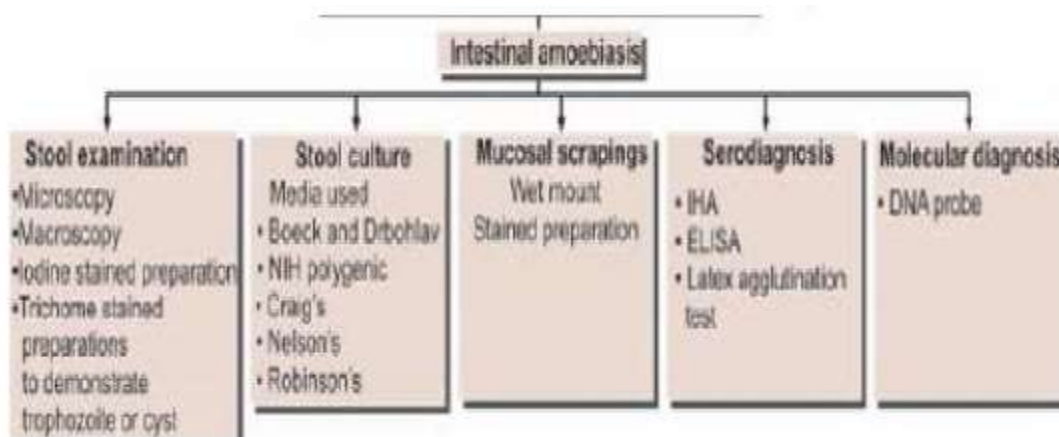 Intestinal amoebiasis
Stool examination
•Microscopy
•Macroscopy
•Iodine stained preparation
•Trichome stained
preparations
to demonstrate
trophozoite or cyst
Stool culture
Media used
• Boeck and Drbohlav
• NIH polygenic
• Craig's
• Nelson's
• Robinson's
Mucosal scrapings
Wet mount
Stained preparation
Serodiagnosis
• IHA
• ELISA
• Latex agglutination
test
Molecular diagnosis
• DNA probe